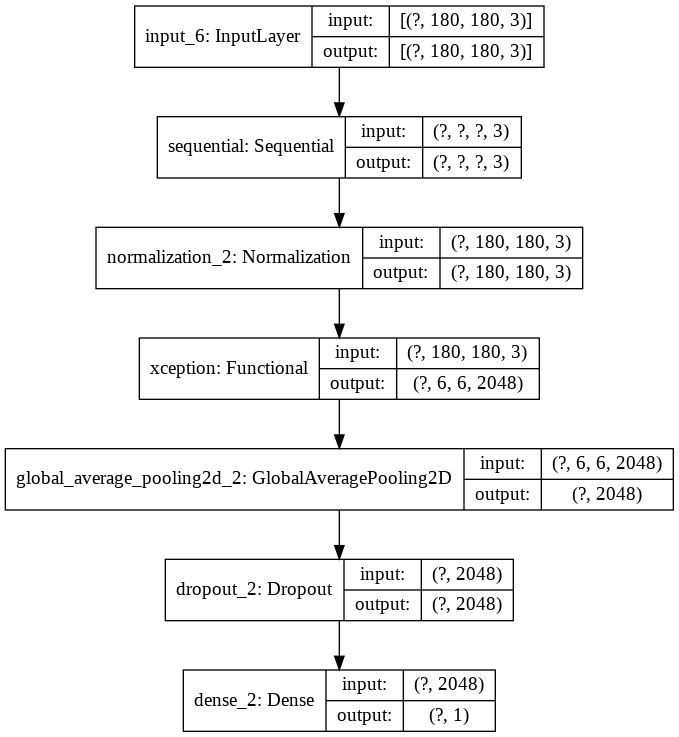 input_6: InputLayer
input: [(?, 180, 180, 3)]
output: [(?, 180, 180, 3)]
sequential: Sequential
input: (?, ?, ?, 3)
output: (?, ?, ?, 3)
normalization_2: Normalization
input: (?, 180, 180, 3)
output: (?, 180, 180, 3)
xception: Functional
input: (?, 180, 180, 3)
output: (?, 6, 6, 2048)
global_average_pooling2d_2: GlobalAveragePooling2D
input: (?, 6, 6, 2048)
output: (?, 2048)
dropout_2: Dropout
input: (?, 2048)
output: (?, 2048)
dense_2: Dense
input: (?, 2048)
output: (?, 1)